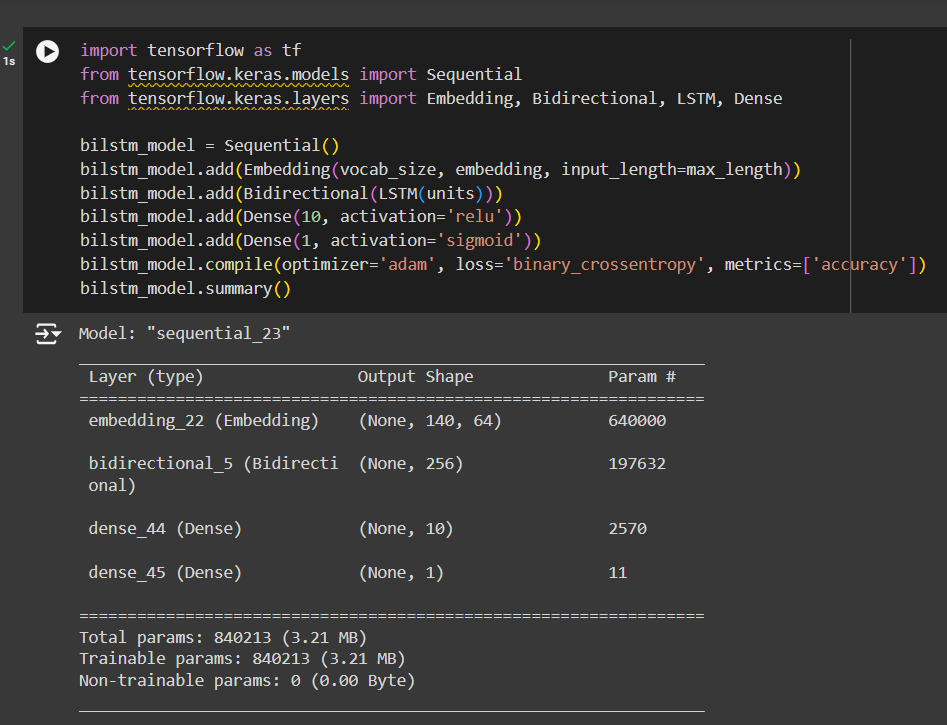 1s
import tensorflow as tf
from tensorflow.keras.models import Sequential
from tensorflow.keras.layers import Embedding, Bidirectional, LSTM, Dense
bilstm_model = Sequential()
bilstm_model.add(Embedding(vocab_size, embedding, input_length=max_length))
bilstm_model.add(Bidirectional(LSTM(units)))
bilstm_model.add(Dense(10, activation='relu'))
bilstm_model.add(Dense(1, activation='sigmoid'))
bilstm_model.compile(optimizer='adam', loss='binary_crossentropy', metrics=['accuracy'])
bilstm_model.summary()
Model: "sequential_23"
_________________________________________________________________
Layer (type) Output Shape Param #
=================================================================
embedding_22 (Embedding) (None, 140, 64) 640000
bidirectional_5 (Bidirecti (None, 256) 197632
onal)
dense_44 (Dense) (None, 10) 2570
dense_45 (Dense) (None, 1) 11
=================================================================
Total params: 840213 (3.21 MB)
Trainable params: 840213 (3.21 MB)
Non-trainable params: 0 (0.00 Byte)
_________________________________________________________________